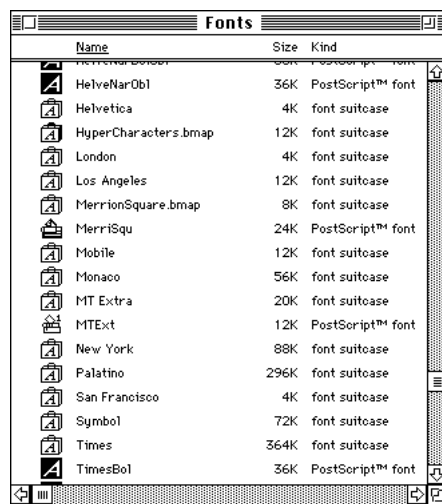 Fonts
Name Size Kind
HelveNarObl 36K PostScript™ font
Helvetica 4K font suitcase
HyperCharacters.bmap 12K font suitcase
London 4K font suitcase
Los Angeles 12K font suitcase
MerrionSquare.bmap 8K font suitcase
MerriSqu 24K PostScript™ font
Mobile 12K font suitcase
Monaco 56K font suitcase
MT Extra 20K font suitcase
MTExt 12K PostScript™ font
New York 88K font suitcase
Palatino 296K font suitcase
San Francisco 4K font suitcase
Symbol 72K font suitcase
Times 364K font suitcase
TimesBol 36K PostScript™ font